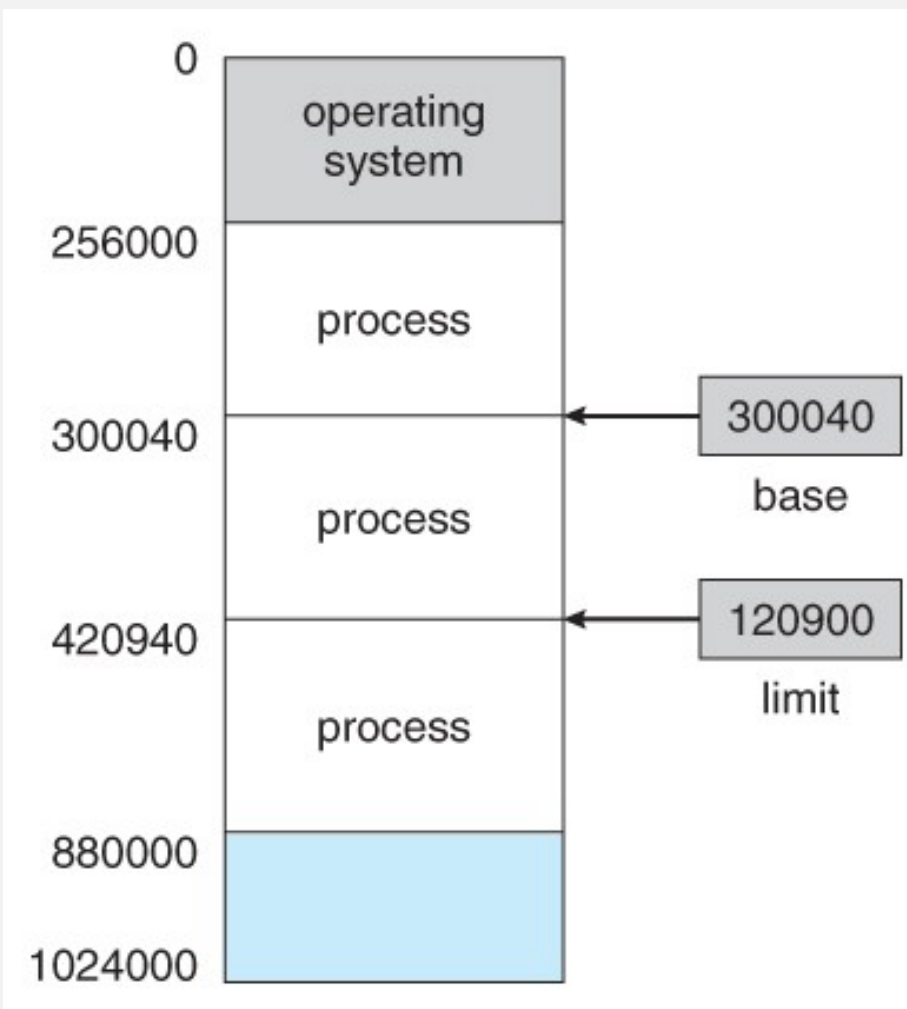 0
operating
system
256000
process
300040
300040
base
process
420940
120900
limit
process
880000
1024000